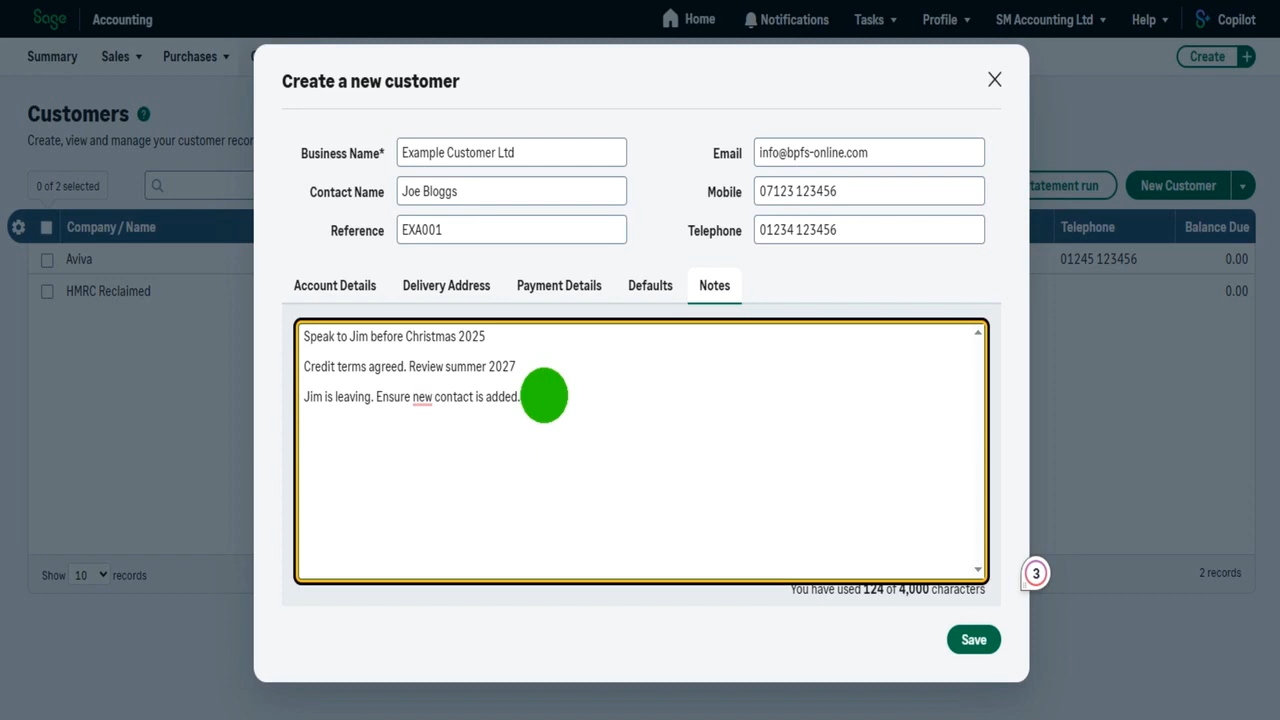 Sage
Accounting
Home
Notifications
Tasks
Profile
SM Accounting Ltd
Help
Copilot
Summary
Sales
Purchases
Create +
Customers ?
Create, view and manage your customer recor
0 of 2 selected
tatement run
New Customer
Company / Name
Telephone
Balance Due
Aviva
01245 123456
0.00
HMRC Reclaimed
0.00
Show 10 records
2 records
Create a new customer
Business Name*
Example Customer Ltd
Email
info@bpfs-online.com
Contact Name
Joe Bloggs
Mobile
07123 123456
Reference
EXA001
Telephone
01234 123456
Account Details
Delivery Address
Payment Details
Defaults
Notes
Speak to Jim before Christmas 2025
Credit terms agreed. Review summer 2027
Jim is leaving. Ensure new contact is added.
You have used 124 of 4,000 characters
3
Save